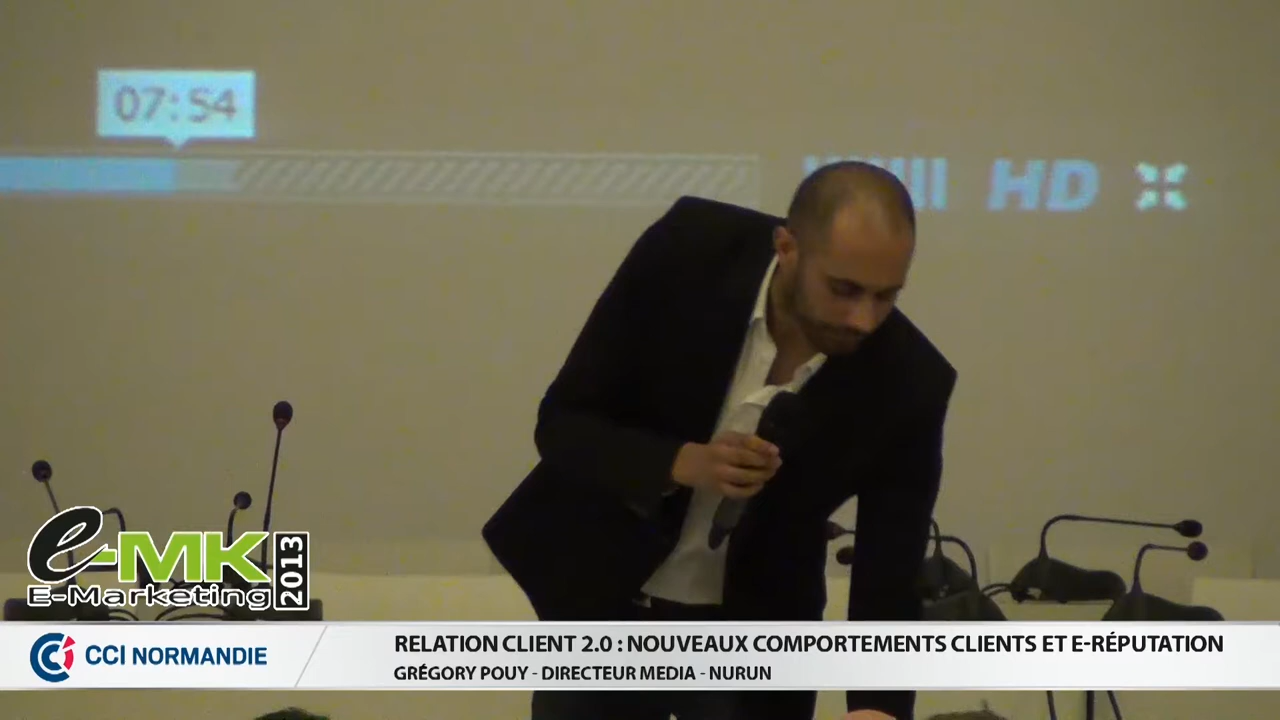 07:54
HD
e-MK
E-Marketing
2013
CCI NORMANDIE
RELATION CLIENT 2.0 : NOUVEAUX COMPORTEMENTS CLIENTS ET E-RÉPUTATION
GRÉGORY POUY - DIRECTEUR MEDIA - NURUN